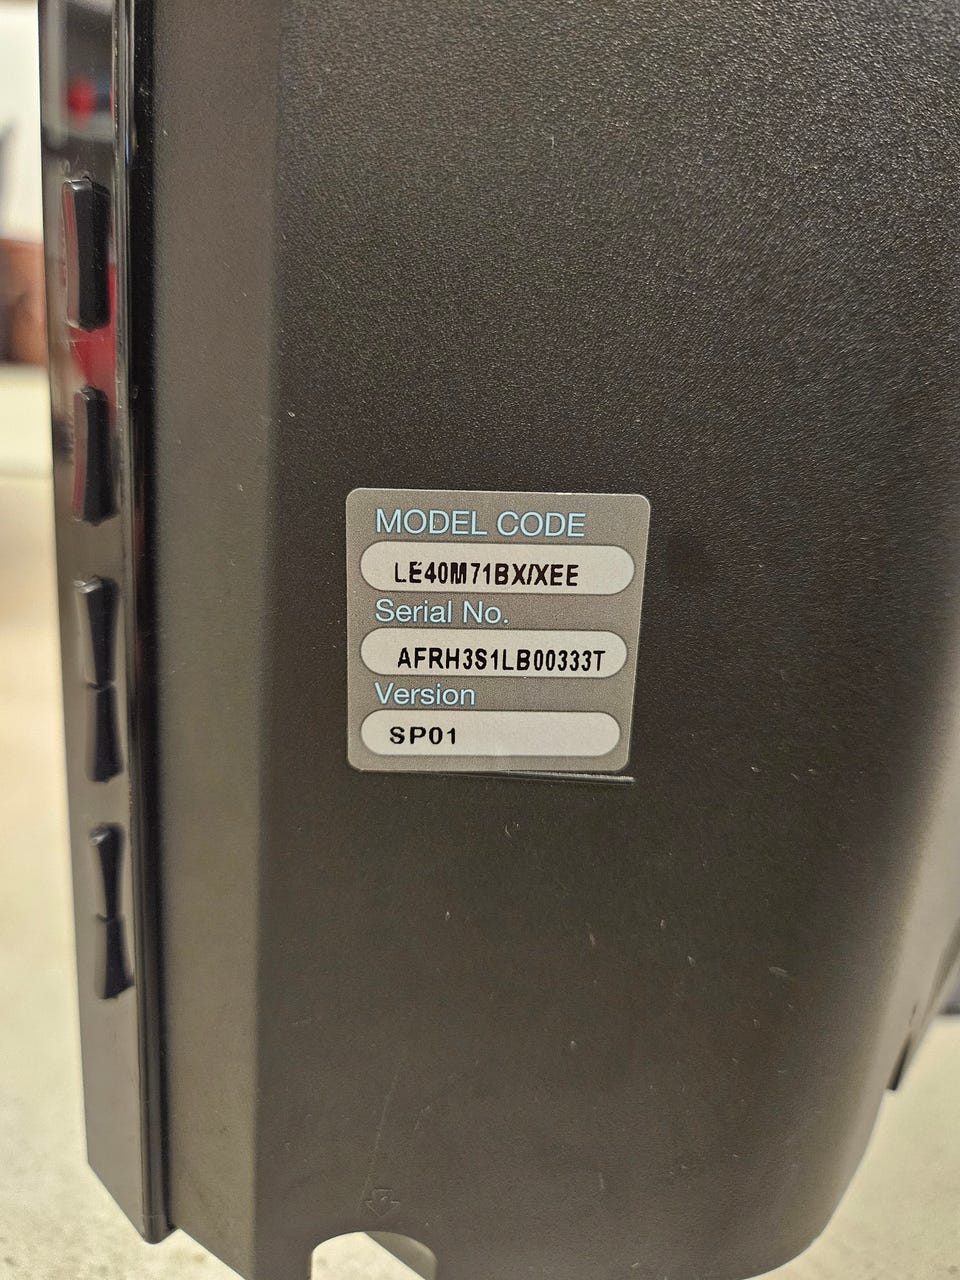 MODEL CODE
LE40M71BX/XEE
Serial No.
AFRH3S1LB00333T
Version
SP01